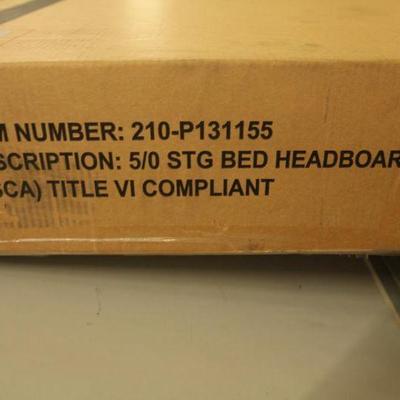 M NUMBER: 210-P131155
SCRIPTION: 5/0 STG BED HEADBOAR
SCA) TITLE VI COMPLIANT